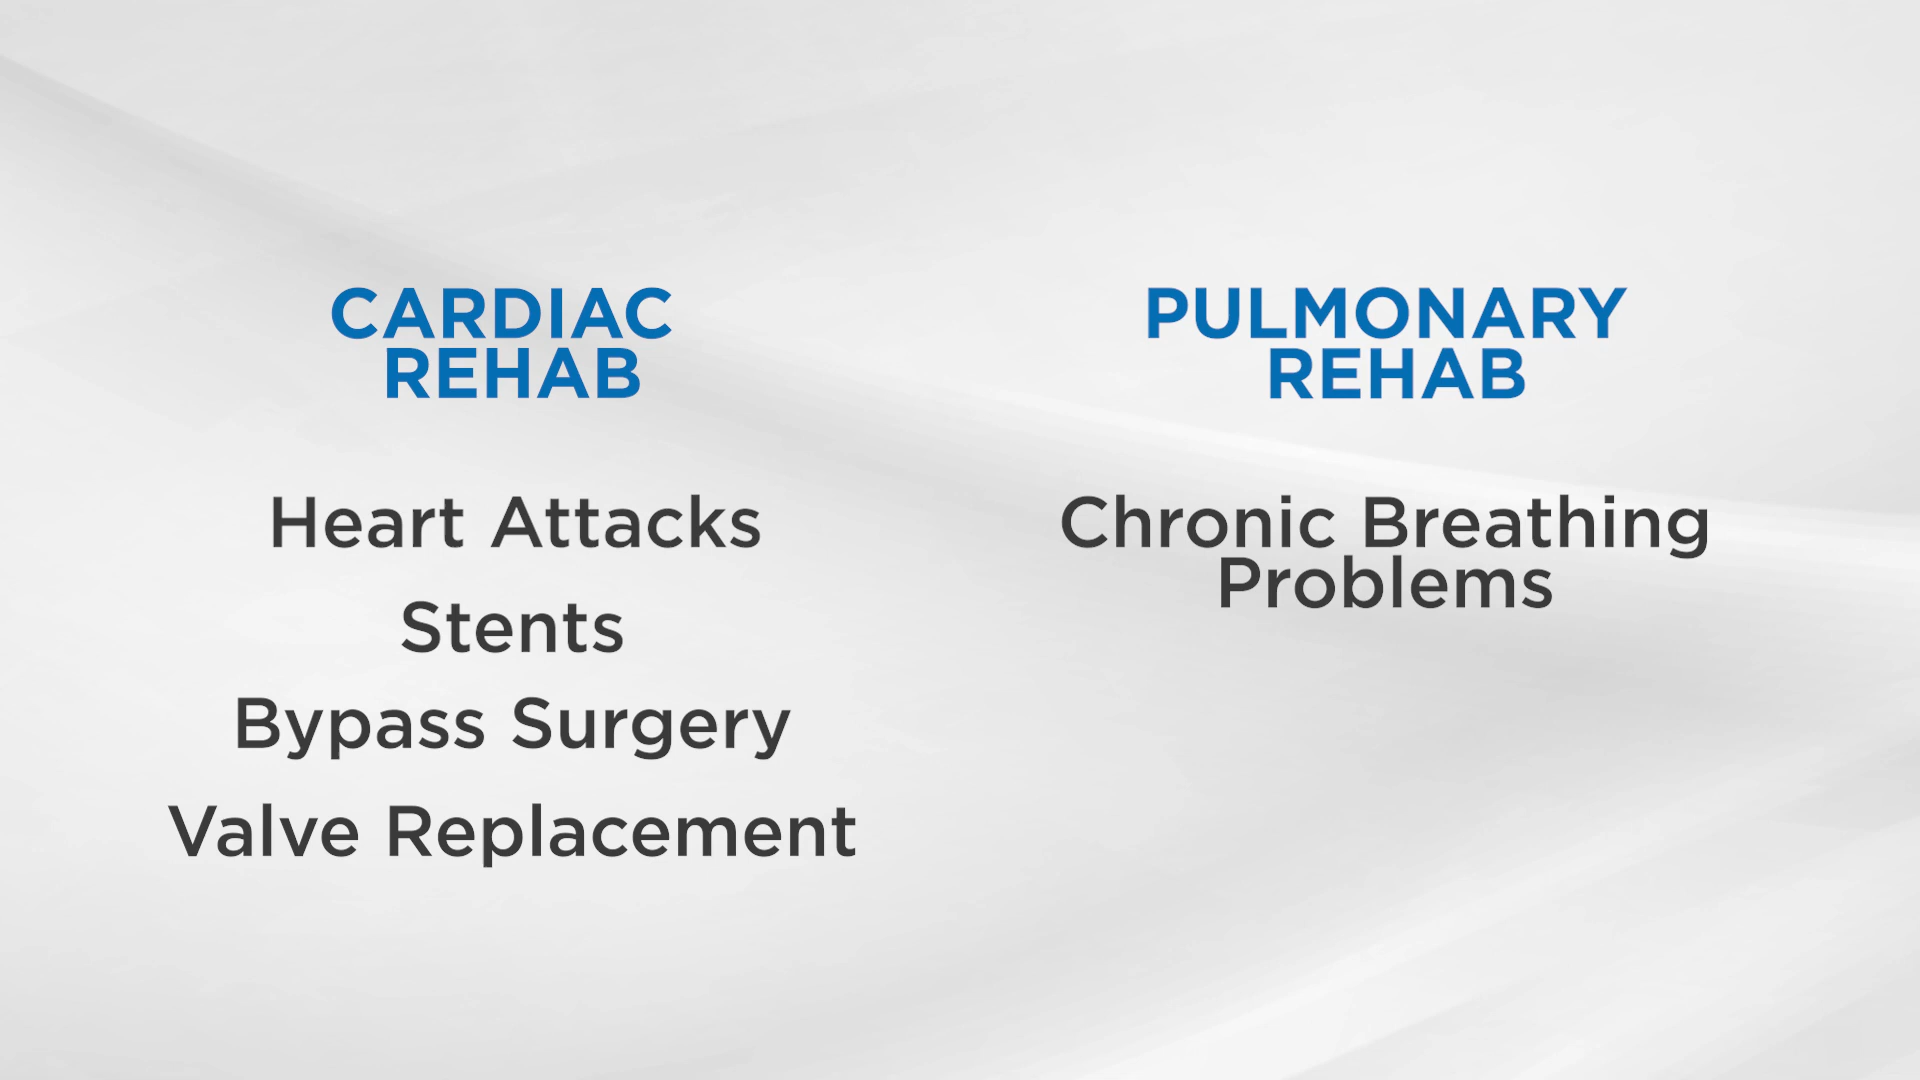 CARDIAC
REHAB
Heart Attacks
Stents
Bypass Surgery
Valve Replacement
PULMONARY
REHAB
Chronic Breathing
Problems